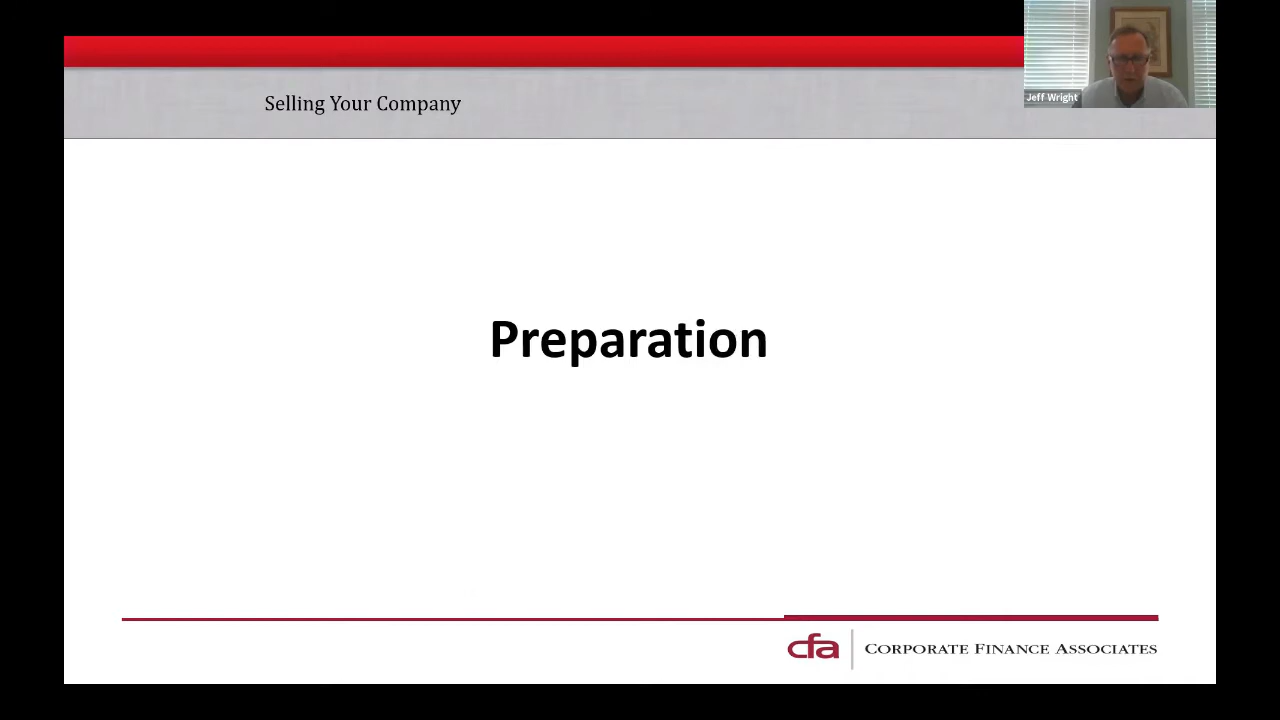 Selling Your Company
Jeff Wright
Preparation
cfa
CORPORATE FINANCE ASSOCIATES